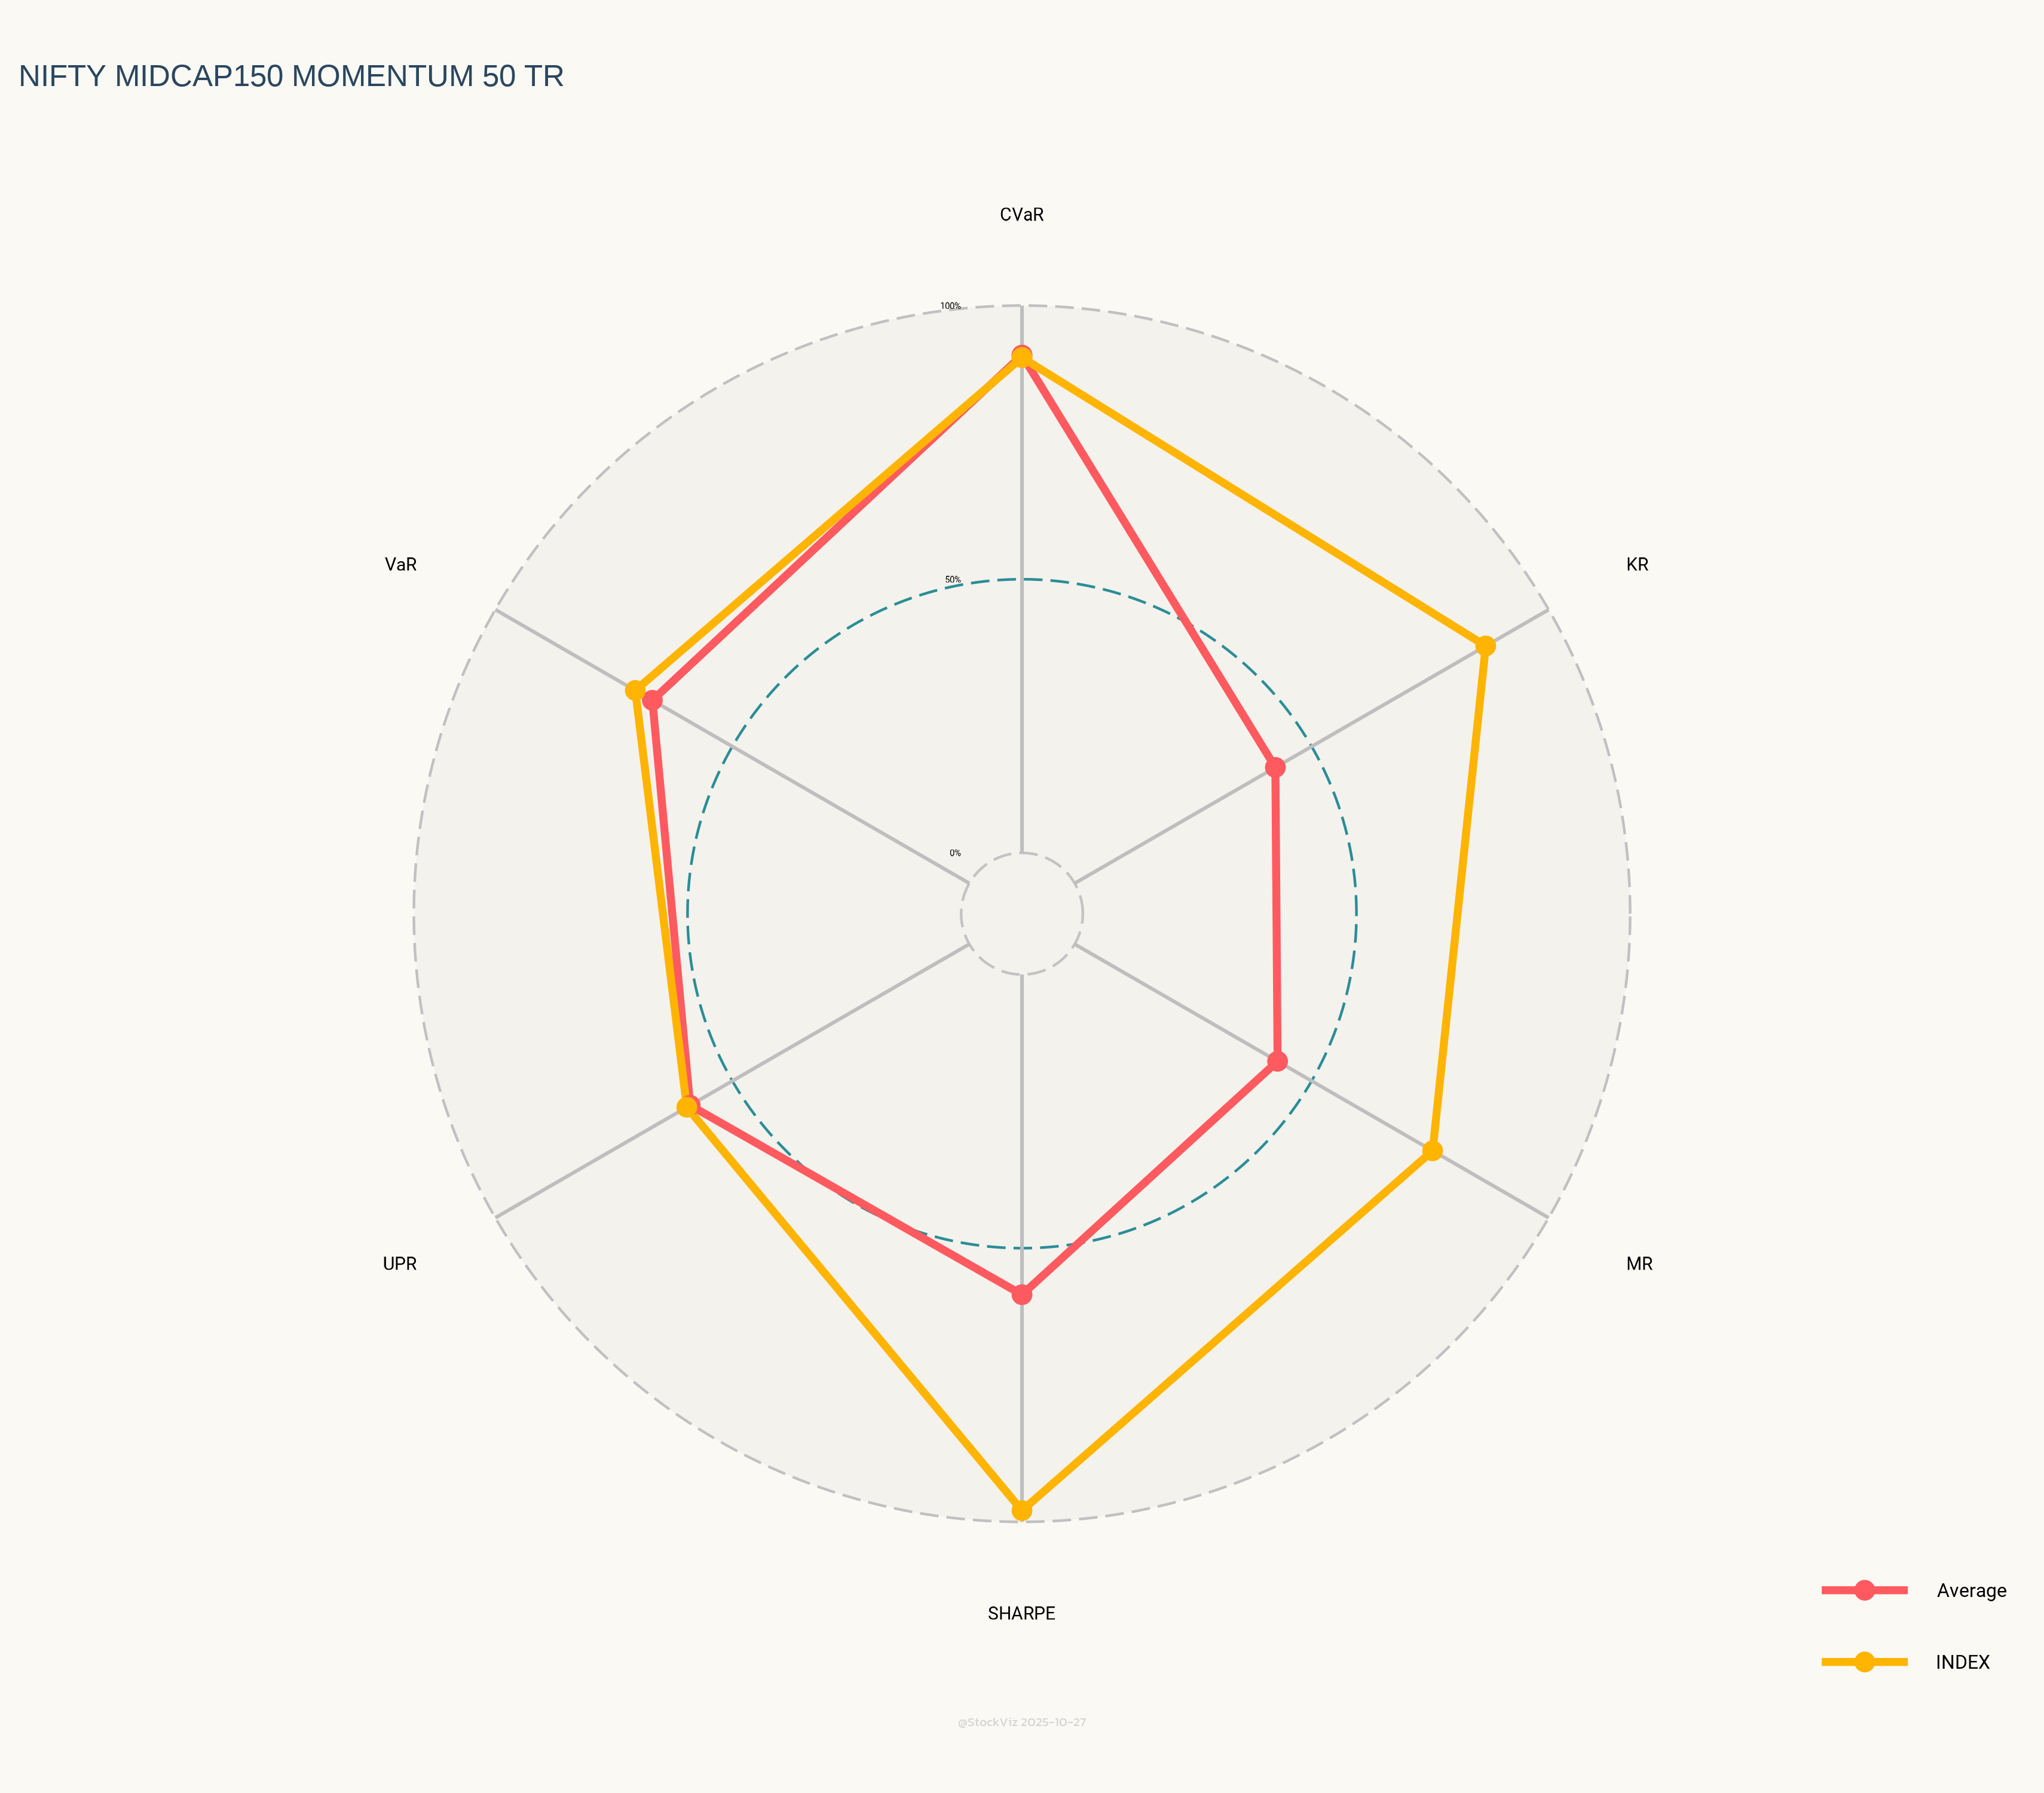 NIFTY MIDCAP150 MOMENTUM 50 TR
CVaR
100%
VaR
KR
50%
0%
UPR
MR
SHARPE
Average
INDEX
@StockViz 2025-10-27